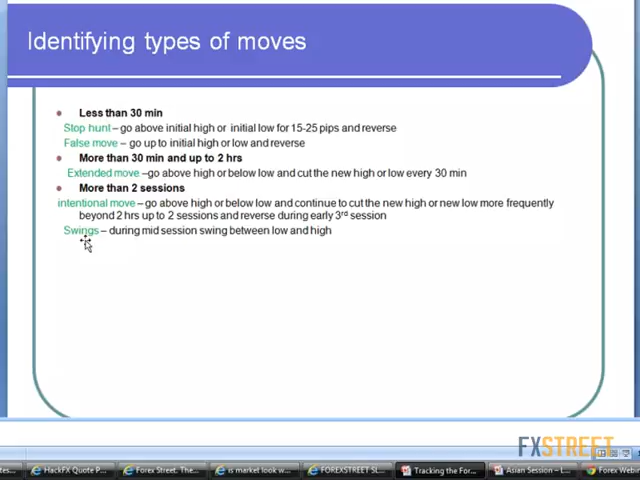 Identifying types of moves
Less than 30 min
Stop hunt – go above initial high or initial low for 15-25 pips and reverse
False move – go up to initial high or low and reverse
More than 30 min and up to 2 hrs
Extended move –go above high or below low and cut the new high or low every 30 min
More than 2 sessions
intentional move – go above high or below low and continue to cut the new high or new low more frequently
beyond 2 hrs up to 2 sessions and reverse during early 3rd session
Swings – during mid session swing between low and high
FXSTREET
tes... HackFX Quote P... Forex Street. The... is market look w... FOREXSTREET SL... Tracking the For... Asian Session – L... Forex Webin